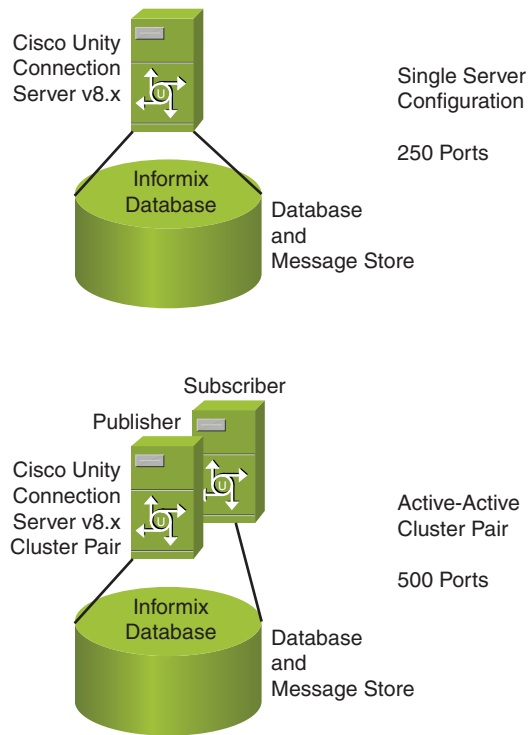 Cisco Unity
Connection
Server v8.x
U
Single Server
Configuration
250 Ports
Informix
Database
Database
and
Message Store
Subscriber
Publisher
Cisco Unity
Connection
Server v8.x
Cluster Pair
U
U
Active-Active
Cluster Pair
500 Ports
Informix
Database
Database
and
Message Store